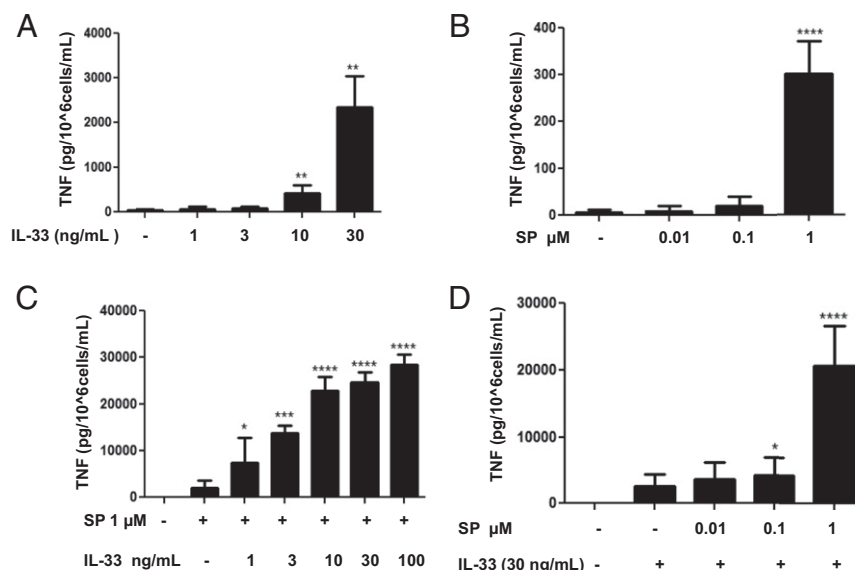 A
TNF (pg/10^6cells/mL)
4000
3000
2000
1000
0
** **
IL-33 (ng/mL ) - 1 3 10 30
B
TNF (pg/10^6cells/mL)
400
300
200
100
0
****
SP µM - 0.01 0.1 1
C
TNF (pg/10^6cells/mL)
40000
30000
20000
10000
0
* *** **** **** ****
SP 1 µM - + + + + + +
IL-33 ng/mL - 1 3 10 30 100
D
TNF (pg/10^6cells/mL)
30000
20000
10000
0
* ****
SP µM - - 0.01 0.1 1
IL-33 (30 ng/mL) - + + + +